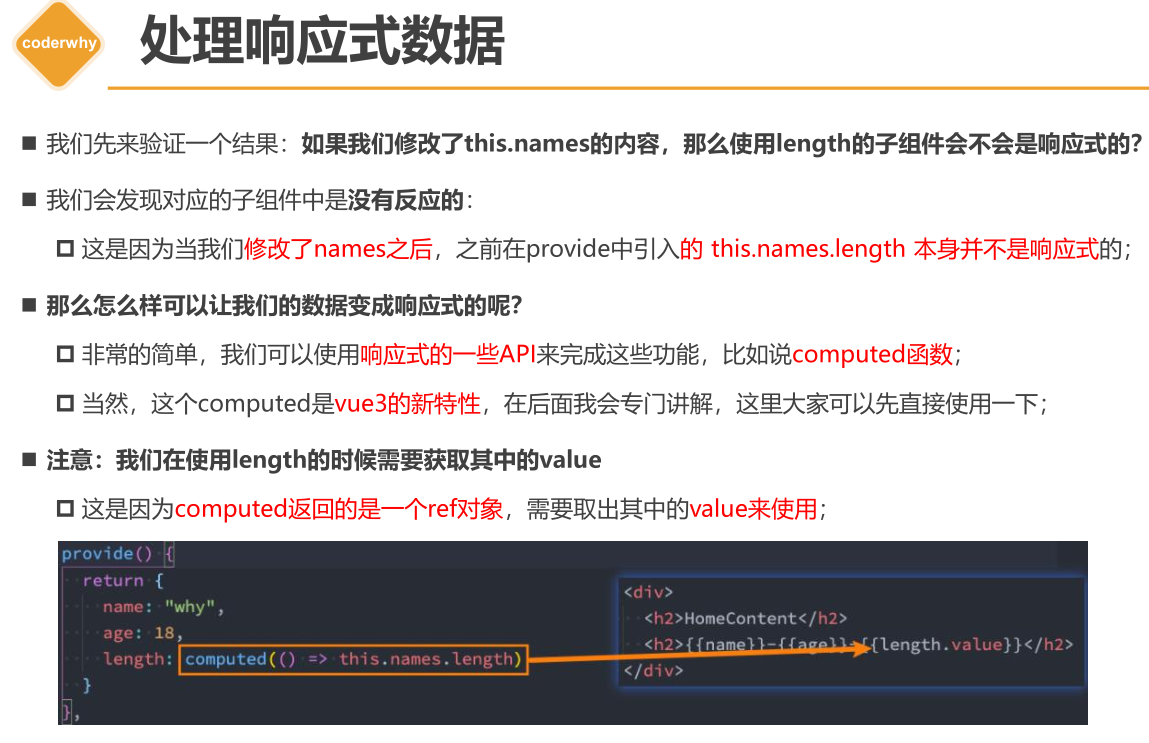 coderwhy
处理响应式数据
我们先来验证一个结果：如果我们修改了this.names的内容，那么使用length的子组件会不会是响应式的？
我们会发现对应的子组件中是没有反应的：
这是因为当我们修改了names之后，之前在provide中引入的 this.names.length 本身并不是响应式的；
那么怎么样可以让我们的数据变成响应式的呢？
非常的简单，我们可以使用响应式的一些API来完成这些功能，比如说computed函数；
当然，这个computed是vue3的新特性，在后面我会专门讲解，这里大家可以先直接使用一下；
注意：我们在使用length的时候需要获取其中的value
这是因为computed返回的是一个ref对象，需要取出其中的value来使用；
provide() {
return {
name: "why",
age: 18,
length: computed(() => this.names.length)
}
},
<div>
<h2>HomeContent</h2>
<h2>{{name}}-{{age}}-{{length.value}}</h2>
</div>